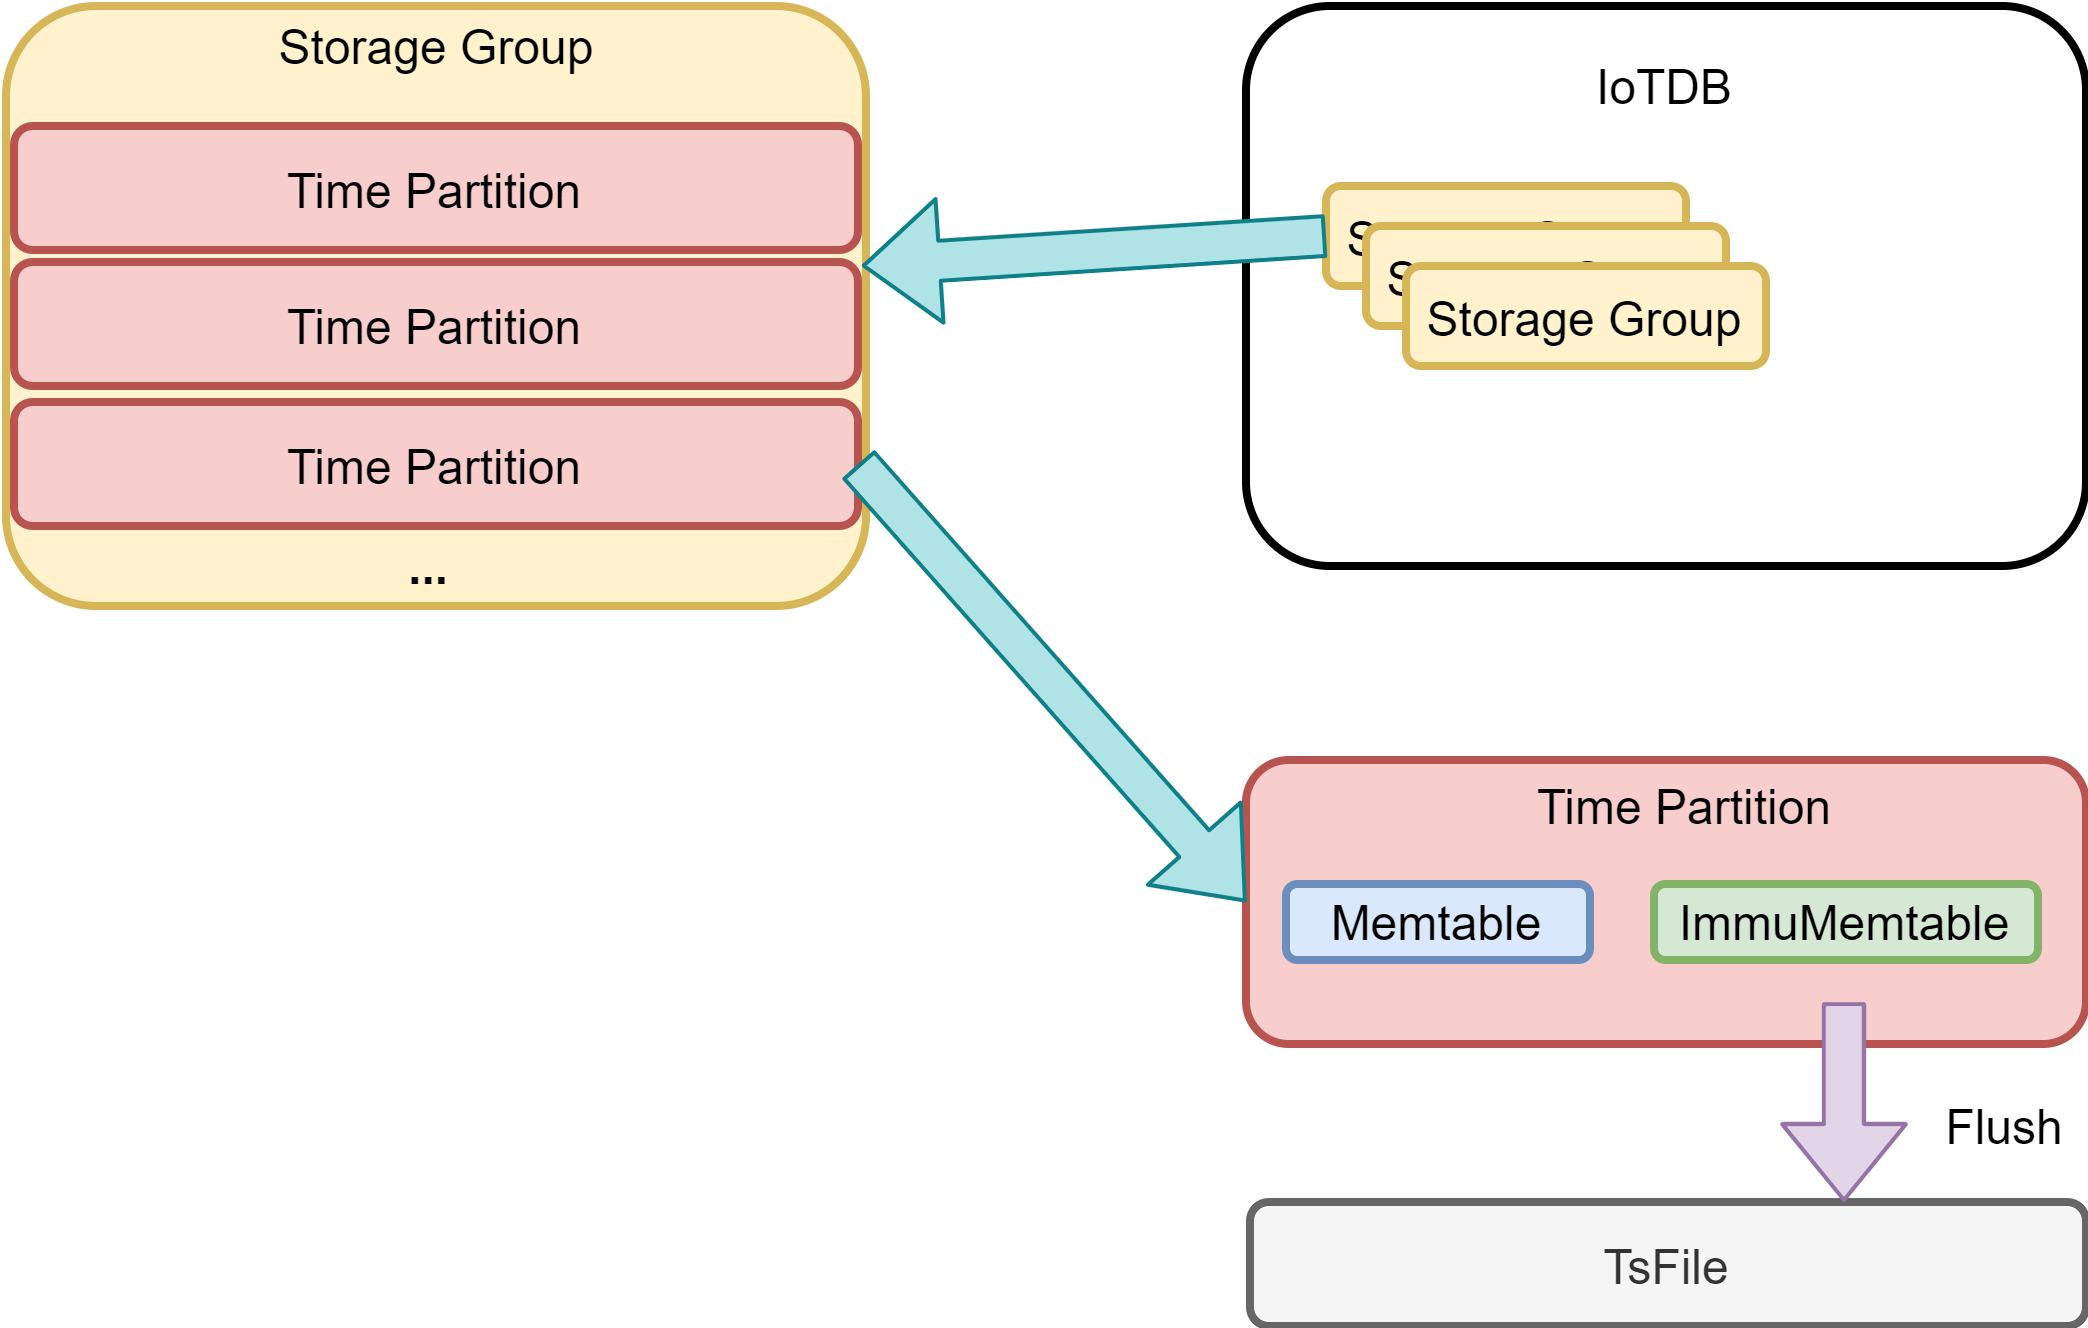 Storage Group
Time Partition
Time Partition
Time Partition
...
IoTDB
Storage Group
Time Partition
Memtable
ImmuMemtable
Flush
TsFile